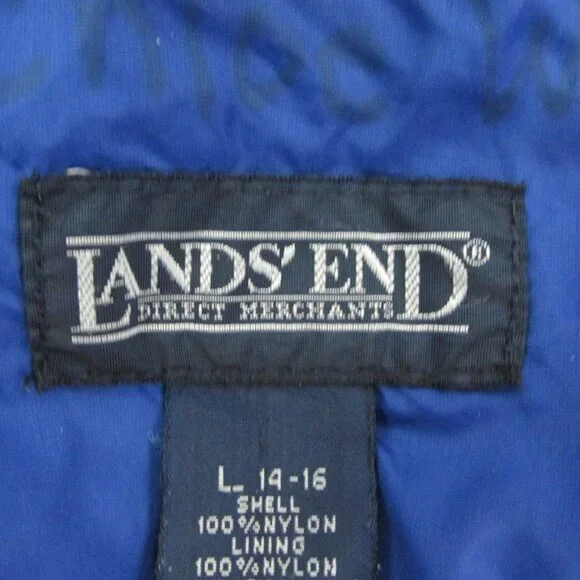 LANDS' END®
DIRECT MERCHANTS
L 14-16
SHELL
100%NYLON
LINING
100%NYLON